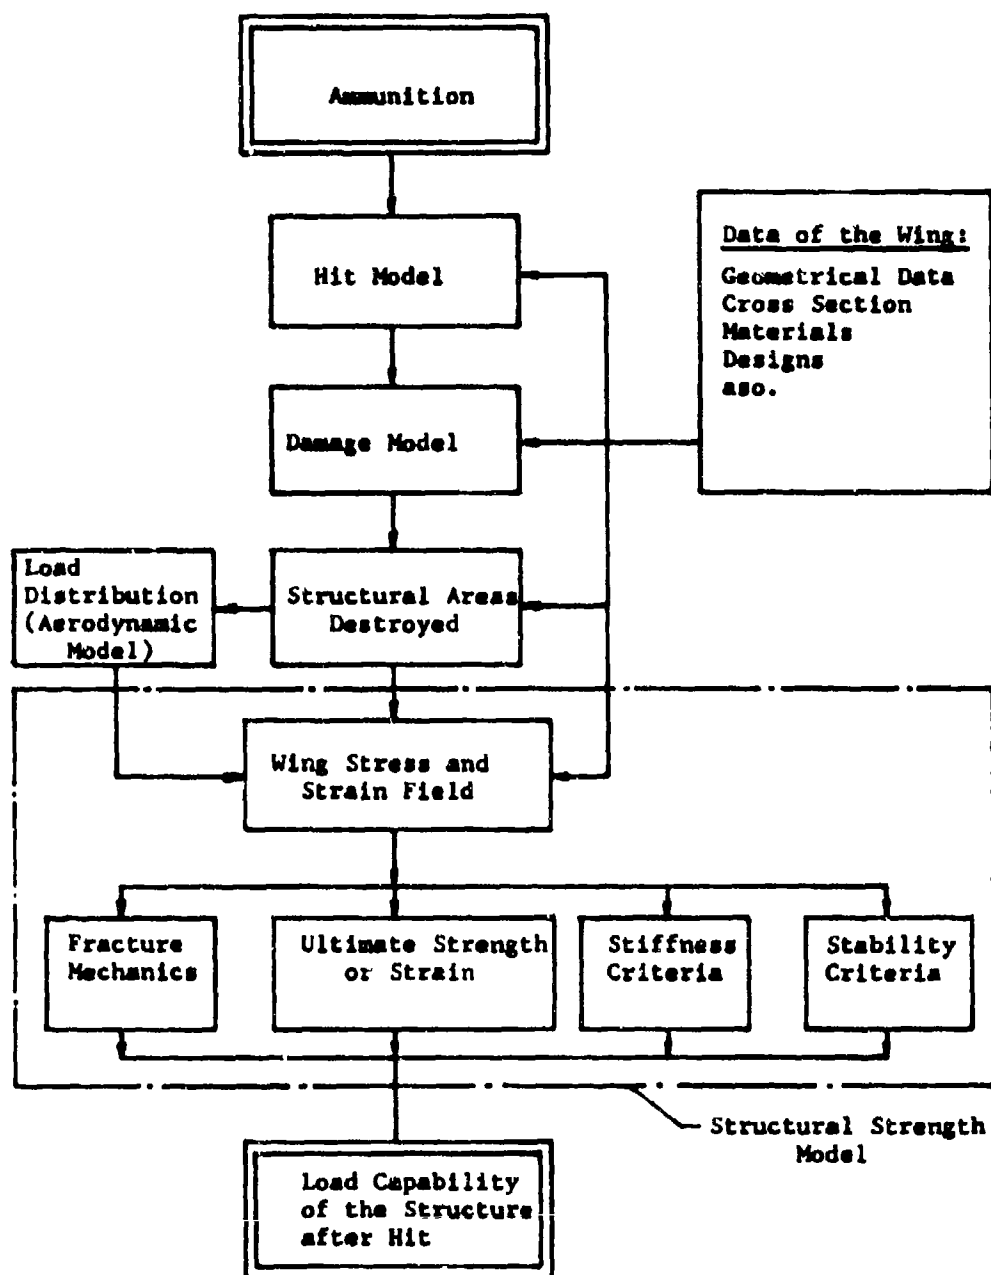 Ammunition
Hit Model
Data of the Wing:
Geometrical Data
Cross Section
Materials
Designs
aso.
Damage Model
Load
Distribution
(Aerodynamic
Model)
Structural Areas
Destroyed
Wing Stress and
Strain Field
Fracture
Mechanics
Ultimate Strength
or Strain
Stiffness
Criteria
Stability
Criteria
Structural Strength
Model
Load Capability
of the Structure
after Hit